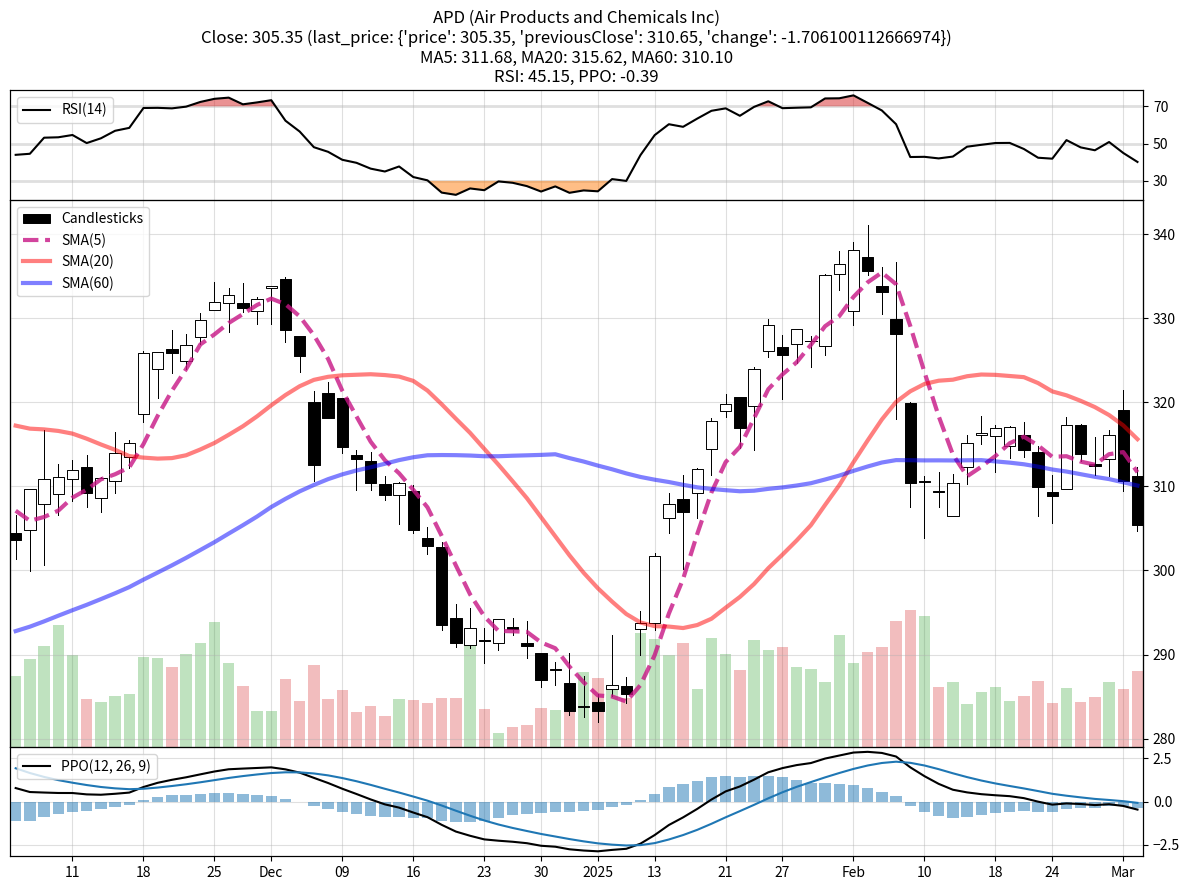 APD (Air Products and Chemicals Inc)
Close: 305.35 (last_price: {'price': 305.35, 'previousClose': 310.65, 'change': -1.706100112666974})
MA5: 311.68, MA20: 315.62, MA60: 310.10
RSI: 45.15, PPO: -0.39
RSI(14)
70
50
30
Candlesticks
SMA(5)
SMA(20)
SMA(60)
340
330
320
310
300
290
280
PPO(12, 26, 9)
2.5
0.0
−2.5
11 18 25 Dec 09 16 23 30 2025 13 21 27 Feb 10 18 24 Mar